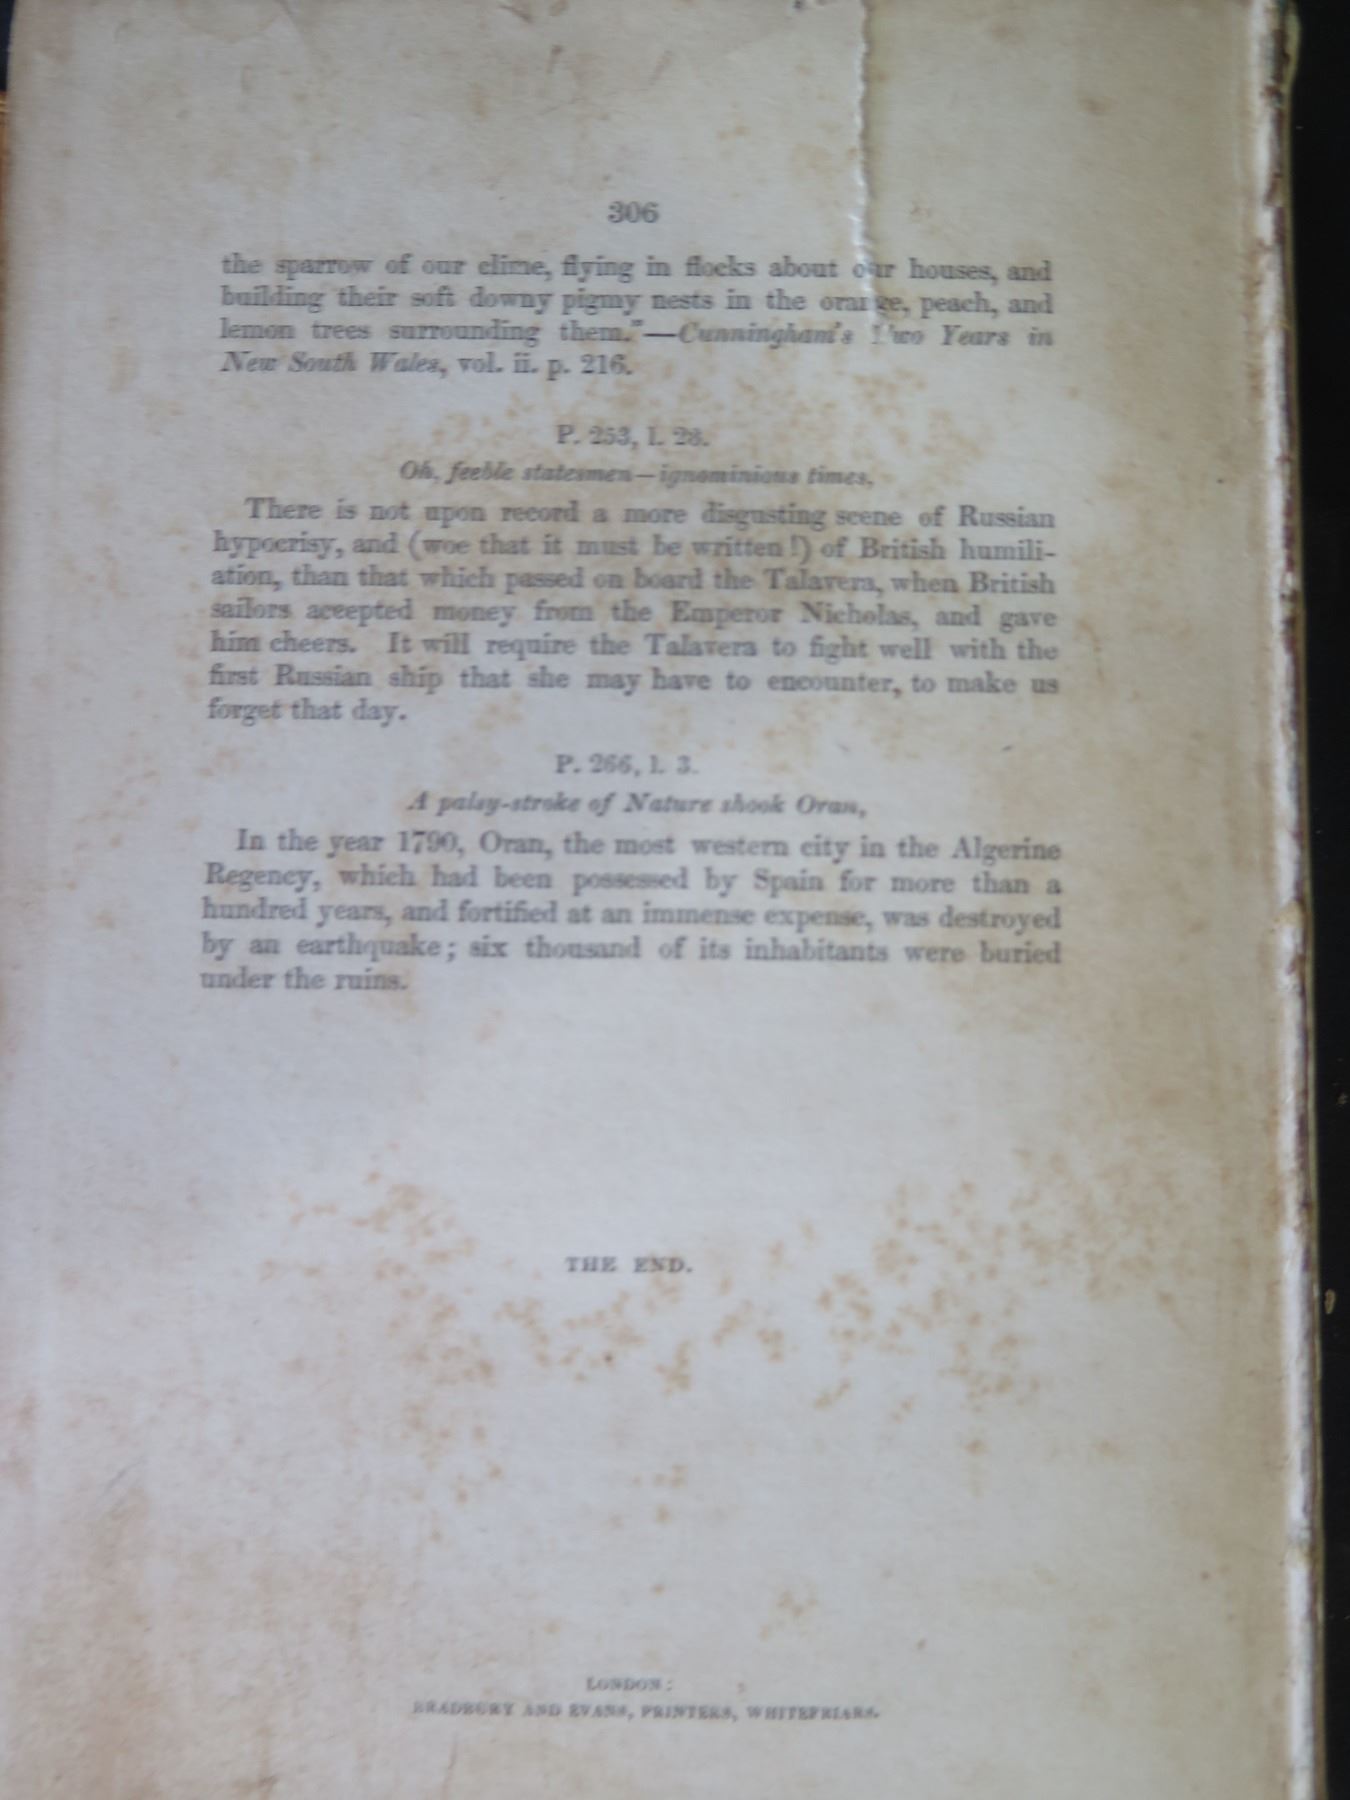 306
the sparrow of our clime, flying in flocks about our houses, and
building their soft downy pigmy nests in the orange, peach, and
lemon trees surrounding them."—Cunningham's Two Years in
New South Wales, vol. ii. p. 216.
P. 253, l. 28.
Oh, feeble statesmen—ignominious times,
There is not upon record a more disgusting scene of Russian
hypocrisy, and (woe that it must be written!) of British humili-
ation, than that which passed on board the Talavera, when British
sailors accepted money from the Emperor Nicholas, and gave
him cheers. It will require the Talavera to fight well with the
first Russian ship that she may have to encounter, to make us
forget that day.
P. 266, l. 3.
A palsy-stroke of Nature shook Oran,
In the year 1790, Oran, the most western city in the Algerine
Regency, which had been possessed by Spain for more than a
hundred years, and fortified at an immense expense, was destroyed
by an earthquake; six thousand of its inhabitants were buried
under the ruins.
THE END.
LONDON:
BRADBURY AND EVANS, PRINTERS, WHITEFRIARS.